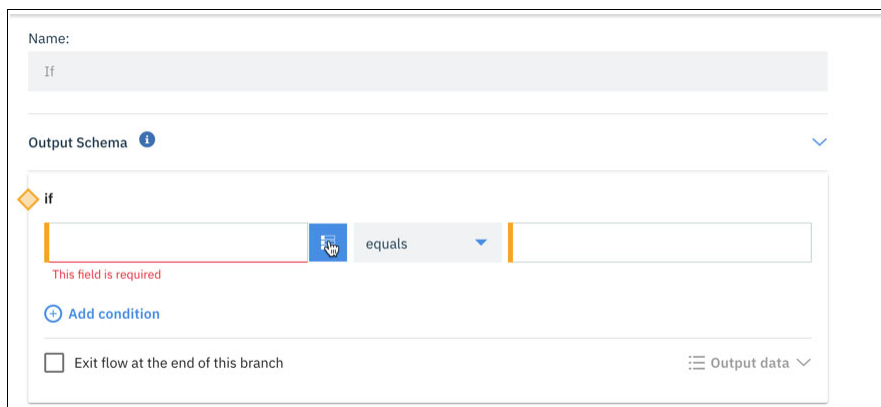 Name:
If
Output Schema
if
equals
This field is required
Add condition
Exit flow at the end of this branch
Output data